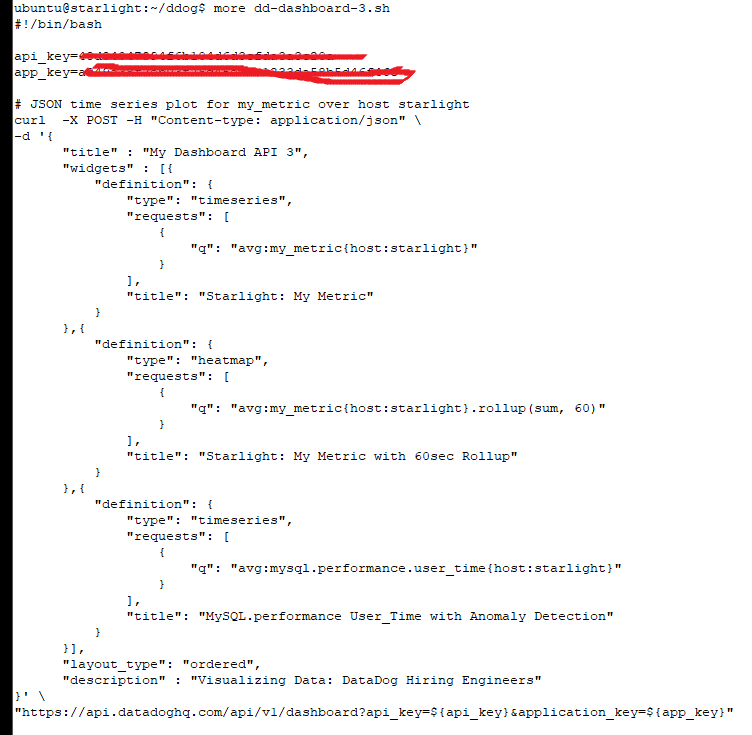 ubuntu@starlight:~/ddog$ more dd-dashboard-3.sh
#!/bin/bash
api_key=
app_key=
# JSON time series plot for my_metric over host starlight
curl  -X POST -H "Content-type: application/json" \
-d '{
      "title" : "My Dashboard API 3",
      "widgets" : [{
          "definition": {
              "type": "timeseries",
              "requests": [
                  {
                      "q": "avg:my_metric{host:starlight}"
                  }
              ],
              "title": "Starlight: My Metric"
          }
      },{
          "definition": {
              "type": "heatmap",
              "requests": [
                  {
                      "q": "avg:my_metric{host:starlight}.rollup(sum, 60)"
                  }
              ],
              "title": "Starlight: My Metric with 60sec Rollup"
          }
      },{
          "definition": {
              "type": "timeseries",
              "requests": [
                  {
                      "q": "avg:mysql.performance.user_time{host:starlight}"
                  }
              ],
              "title": "MySQL.performance User_Time with Anomaly Detection"
          }
      }],
      "layout_type": "ordered",
      "description" : "Visualizing Data: DataDog Hiring Engineers"
}' \
"https://api.datadoghq.com/api/v1/dashboard?api_key=${api_key}&application_key=${app_key}"